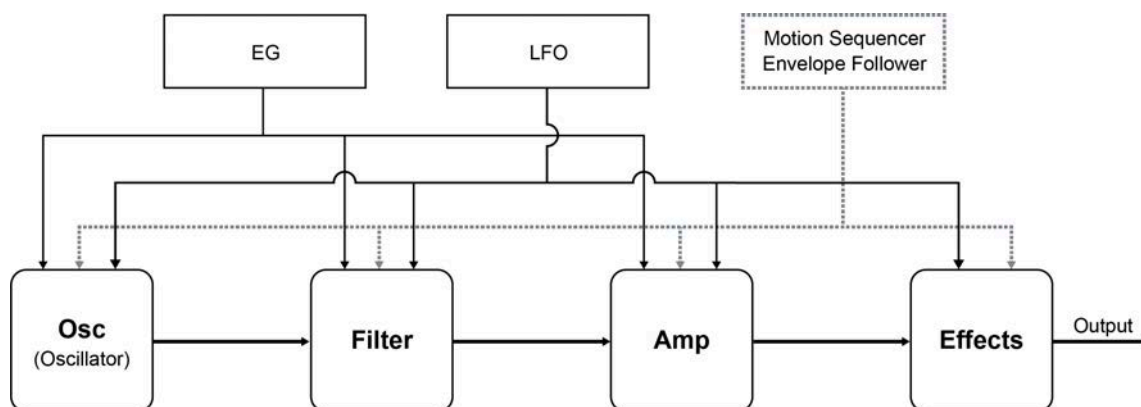 EG
LFO
Motion Sequencer
Envelope Follower
Osc
(Oscillator)
Filter
Amp
Effects
Output